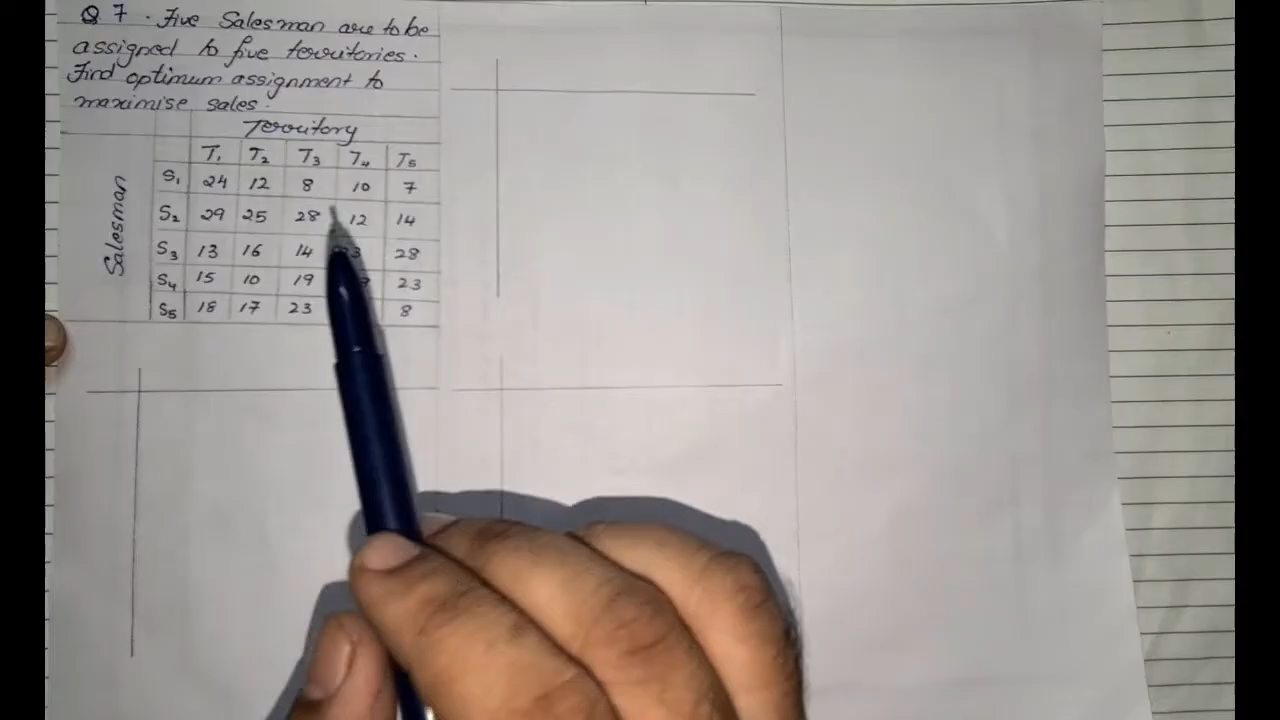 Q 7. Five Salesman are to be
assigned to five territories.
Find optimum assignment to
maximise sales.
Territory
T1 T2 T3 T4 T5
Salesman
S1 24 12 8 10 7
S2 29 25 28 12 14
S3 13 16 14 28
S4 15 10 19 23
S5 18 17 23 8